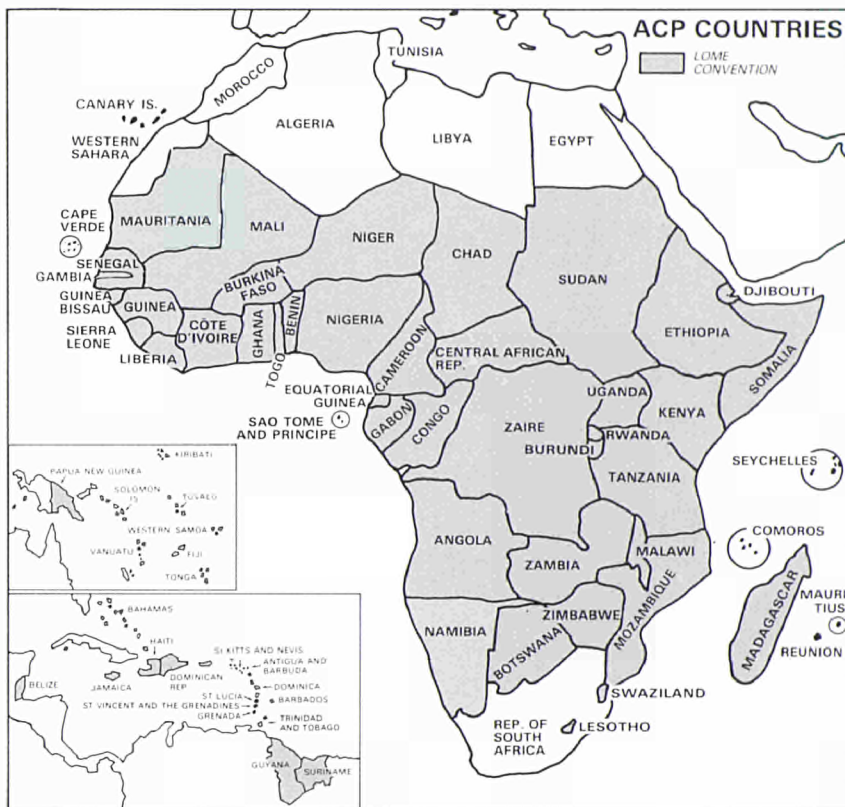 ACP COUNTRIES
LOME
CONVENTION
TUNISIA
MOROCCO
CANARY IS.
ALGERIA
LIBYA
EGYPT
WESTERN
SAHARA
CAPE
VERDE
MAURITANIA
MALI
NIGER
CHAD
SUDAN
SENEGAL
GAMBIA
BURKINA
FASO
DJIBOUTI
GUINEA
BISSAU
GUINEA
SIERRA
LEONE
CÔTE
D'IVOIRE
GHANA
BENIN
NIGERIA
ETHIOPIA
LIBERIA
TOGO
CAMEROON
CENTRAL AFRICAN
REP.
SOMALIA
EQUATORIAL
GUINEA
UGANDA
KENYA
SAO TOME
AND PRINCIPE
GABON
CONGO
ZAIRE
BURUNDI
RWANDA
SEYCHELLES
TANZANIA
COMOROS
ANGOLA
ZAMBIA
MALAWI
MOZAMBIQUE
MADAGASCAR
MAURI
TIUS
REUNION
NAMIBIA
BOTSWANA
ZIMBABWE
SWAZILAND
REP. OF
SOUTH
AFRICA
LESOTHO
KIRIBATI
PAPUA NEW GUINEA
SOLOMON
IS
WESTERN SAMOA
VANUATU
FIJI
TONGA
BAHAMAS
HAITI
ST KITTS AND NEVIS
ANTIGUA AND
BARBUDA
BELIZE
JAMAICA
DOMINICAN
REP
DOMINICA
ST LUCIA
BARBADOS
ST VINCENT AND THE GRENADINES
GRENADA
TRINIDAD
AND TOBAGO
GUYANA
SURINAME